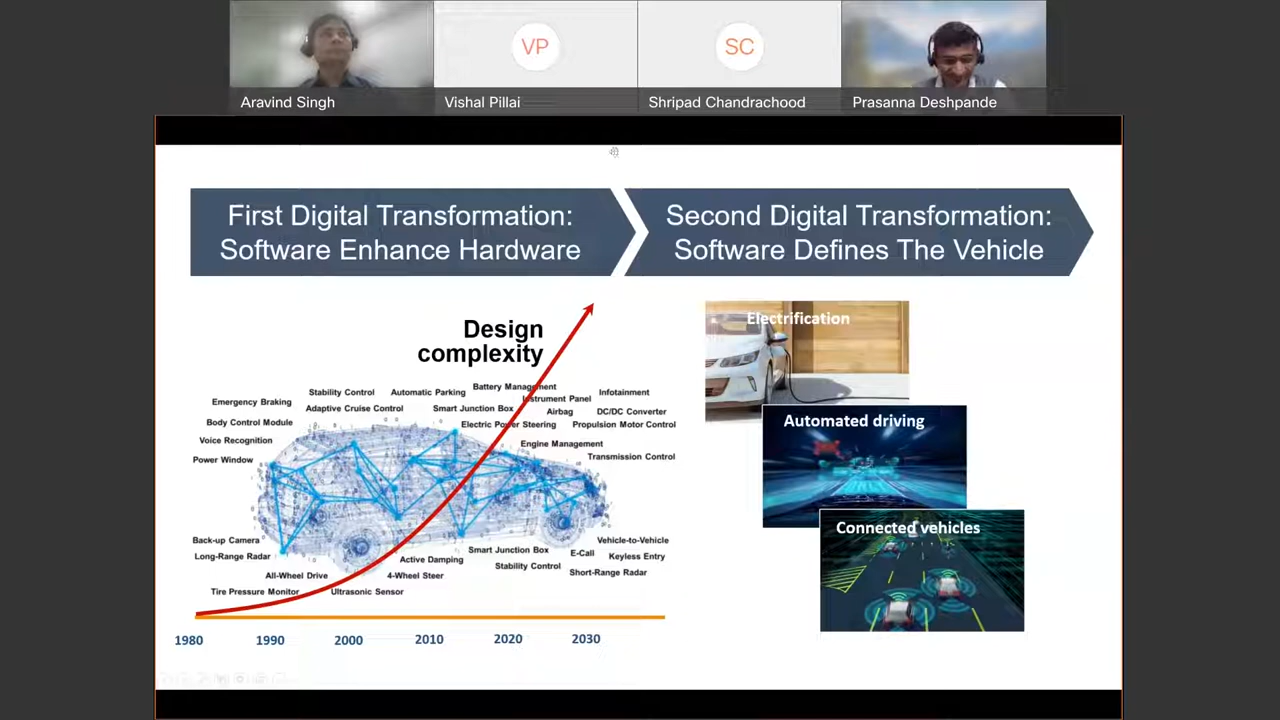 VP
SC
Aravind Singh
Vishal Pillai
Shripad Chandrachood
Prasanna Deshpande
First Digital Transformation:
Software Enhance Hardware
Second Digital Transformation:
Software Defines The Vehicle
Design
complexity
Emergency Braking
Body Control Module
Voice Recognition
Power Window
Stability Control
Adaptive Cruise Control
Automatic Parking
Smart Junction Box
Battery Management
Instrument Panel
Airbag
Electric Power Steering
Infotainment
DC/DC Converter
Propulsion Motor Control
Engine Management
Transmission Control
Back-up Camera
Long-Range Radar
All-Wheel Drive
Tire Pressure Monitor
Ultrasonic Sensor
4-Wheel Steer
Active Damping
Smart Junction Box
Stability Control
E-Call
Short-Range Radar
Vehicle-to-Vehicle
Keyless Entry
1980
1990
2000
2010
2020
2030
Electrification
Automated driving
Connected vehicles